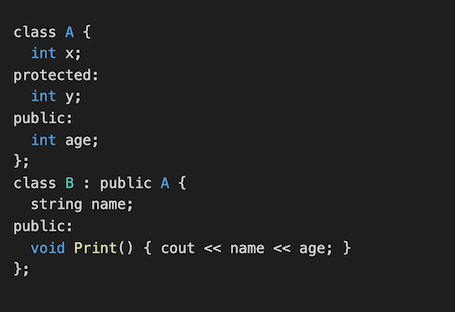 class A {
  int x;
protected:
  int y;
public:
  int age;
};
class B : public A {
  string name;
public:
  void Print() { cout << name << age; }
};